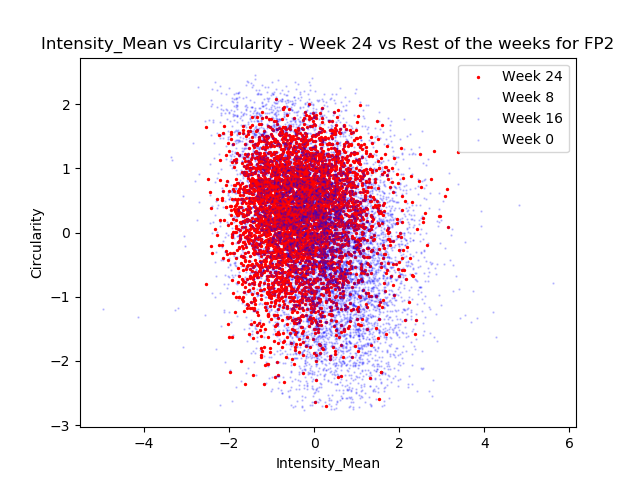 Intensity_Mean vs Circularity - Week 24 vs Rest of the weeks for FP2
Week 24
Week 8
Week 16
Week 0
Circularity
2
1
0
−1
−2
−3
−4
−2
0
2
4
6
Intensity_Mean